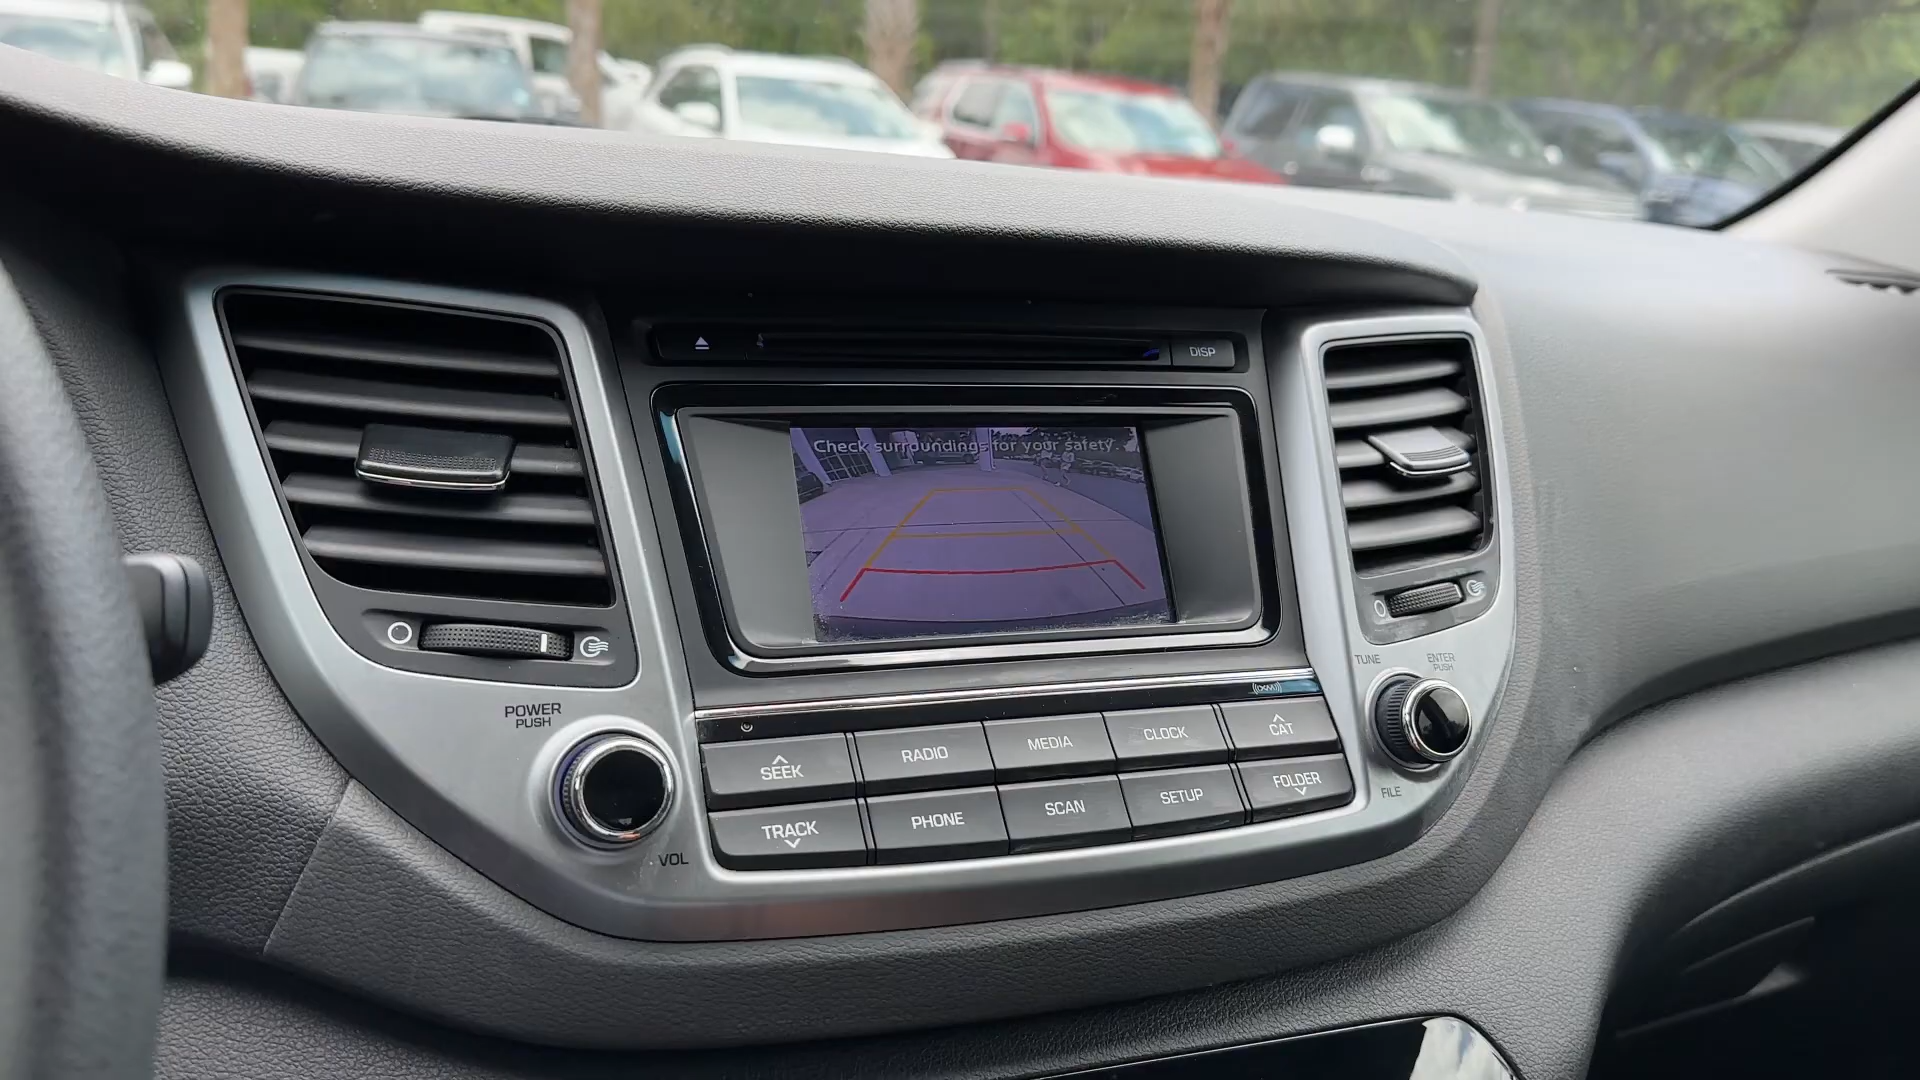 DISP
Check surroundings for your safety.
POWER
PUSH
VOL
TUNE
ENTER
PUSH
FILE
((XM))
SEEK
RADIO
MEDIA
CLOCK
CAT
TRACK
PHONE
SCAN
SETUP
FOLDER